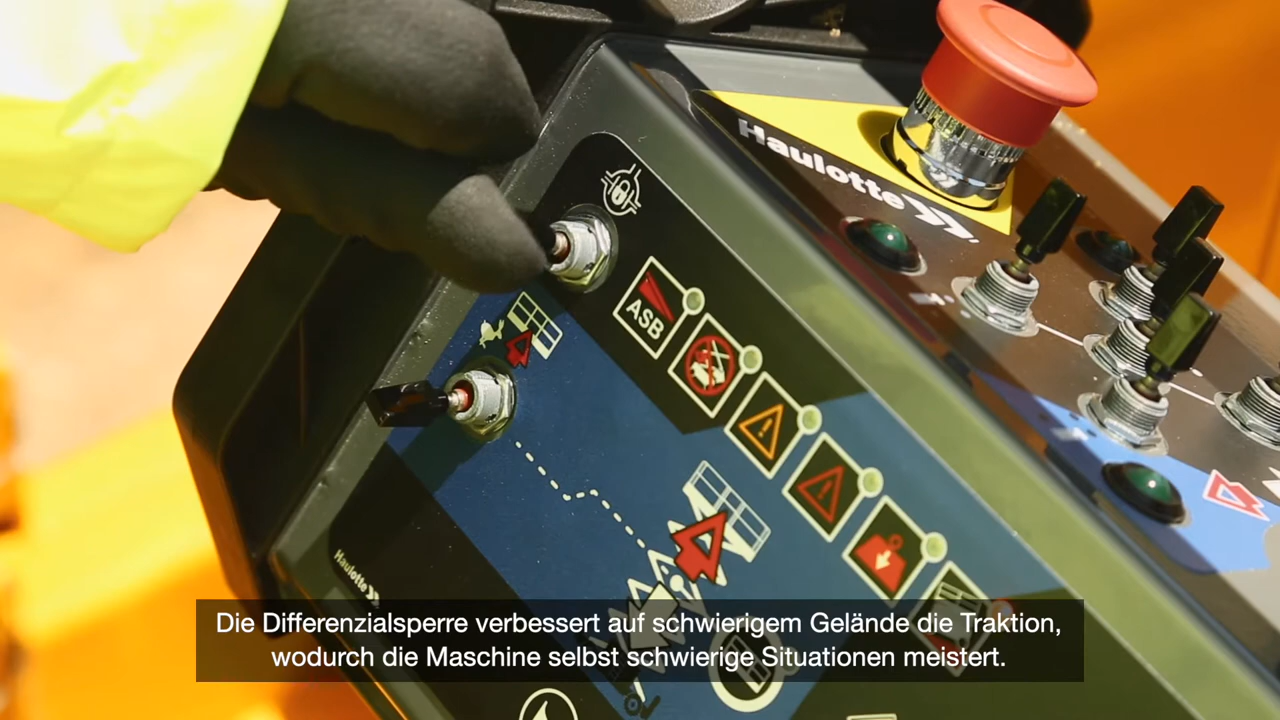 Haulotte
ASB
Haulotte
Die Differenzialsperre verbessert auf schwierigem Gelände die Traktion,
wodurch die Maschine selbst schwierige Situationen meistert.